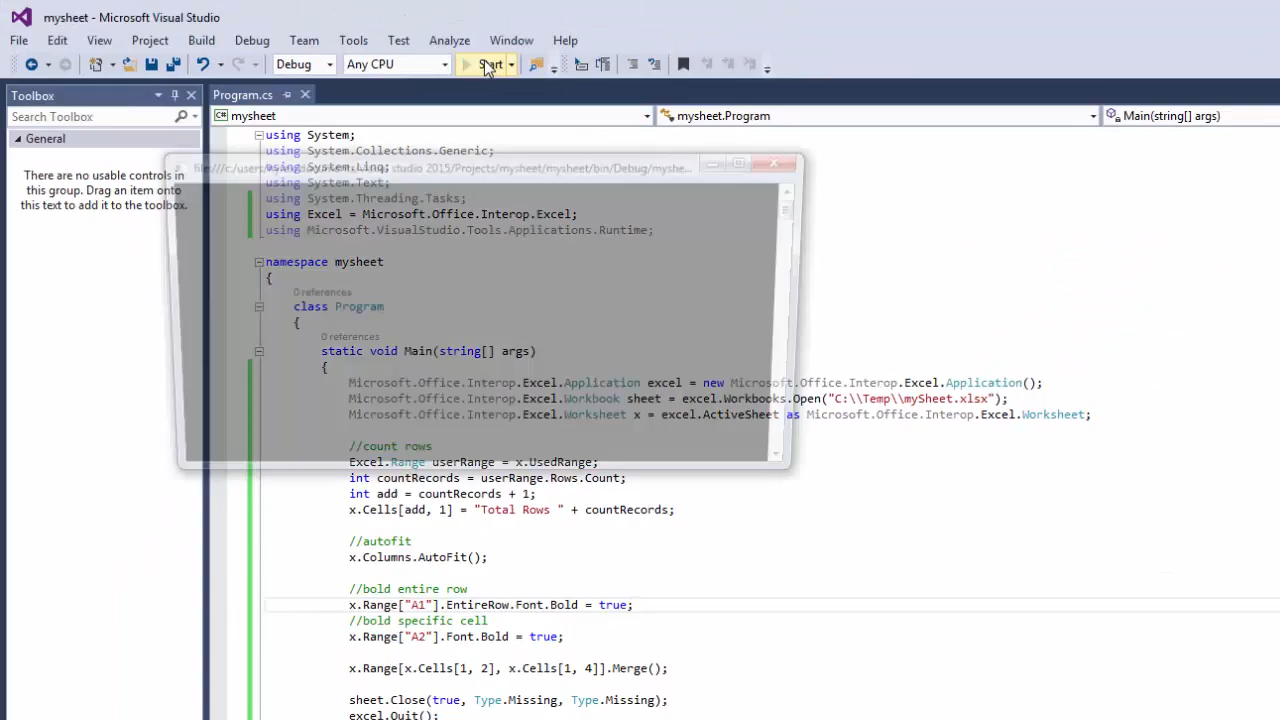 mysheet - Microsoft Visual Studio
File Edit View Project Build Debug Team Tools Test Analyze Window Help
Debug Any CPU Start
Toolbox
Program.cs
Search Toolbox
mysheet
mysheet.Program
Main(string[] args)
General
There are no usable controls in
this group. Drag an item onto
this text to add it to the toolbox.
using System;
using System.Collections.Generic;
using System.Linq;
using System.Text;
using System.Threading.Tasks;
using Excel = Microsoft.Office.Interop.Excel;
using Microsoft.VisualStudio.Tools.Applications.Runtime;
namespace mysheet
{
0 references
class Program
{
0 references
static void Main(string[] args)
{
Microsoft.Office.Interop.Excel.Application excel = new Microsoft.Office.Interop.Excel.Application();
Microsoft.Office.Interop.Excel.Workbook sheet = excel.Workbooks.Open("C:\\Temp\\mySheet.xlsx");
Microsoft.Office.Interop.Excel.Worksheet x = excel.ActiveSheet as Microsoft.Office.Interop.Excel.Worksheet;
//count rows
Excel.Range userRange = x.UsedRange;
int countRecords = userRange.Rows.Count;
int add = countRecords + 1;
x.Cells[add, 1] = "Total Rows " + countRecords;
//autofit
x.Columns.AutoFit();
//bold entire row
x.Range["A1"].EntireRow.Font.Bold = true;
//bold specific cell
x.Range["A2"].Font.Bold = true;
x.Range[x.Cells[1, 2], x.Cells[1, 4]].Merge();
sheet.Close(true, Type.Missing, Type.Missing);
excel.Quit();